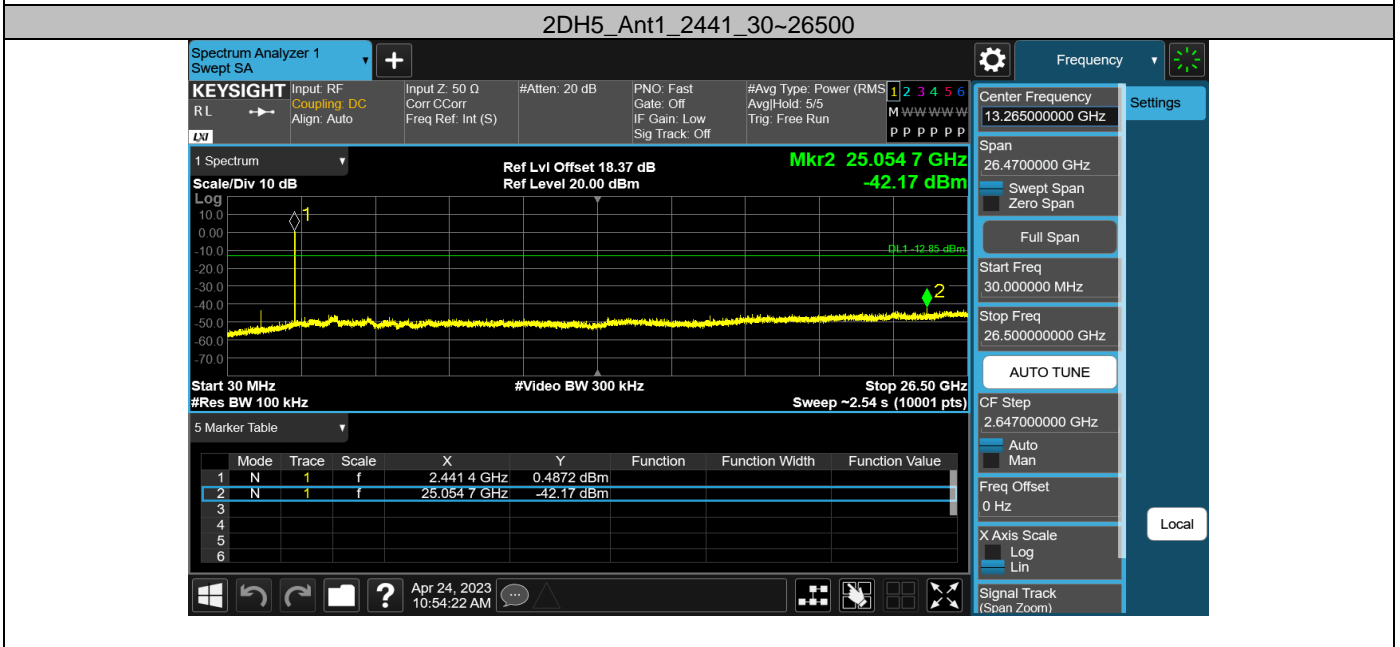 2DH5_Ant1_2441_30~26500
Spectrum Analyzer 1
Swept SA
Frequency
KEYSIGHT
RL
LXI
Input: RF
Coupling: DC
Align: Auto
Input Z: 50 Ω
Corr CCorr
Freq Ref: Int (S)
#Atten: 20 dB
PNO: Fast
Gate: Off
IF Gain: Low
Sig Track: Off
#Avg Type: Power (RMS
Avg|Hold: 5/5
Trig: Free Run
1 2 3 4 5 6
M W W W W W
P P P P P P
1 Spectrum
Scale/Div 10 dB
Ref Lvl Offset 18.37 dB
Ref Level 20.00 dBm
Mkr2 25.054 7 GHz
-42.17 dBm
Log
10.0
0.00
-10.0
-20.0
-30.0
-40.0
-50.0
-60.0
-70.0
1
DL1 -12.85 dBm
2
Start 30 MHz
#Video BW 300 kHz
Stop 26.50 GHz
#Res BW 100 kHz
Sweep ~2.54 s (10001 pts)
5 Marker Table
Mode Trace Scale X Y Function Function Width Function Value
1 N 1 f 2.441 4 GHz 0.4872 dBm
2 N 1 f 25.054 7 GHz -42.17 dBm
3
4
5
6
Center Frequency
13.265000000 GHz
Settings
Span
26.4700000 GHz
Swept Span
Zero Span
Full Span
Start Freq
30.000000 MHz
Stop Freq
26.500000000 GHz
AUTO TUNE
CF Step
2.647000000 GHz
Auto
Man
Freq Offset
0 Hz
Local
X Axis Scale
Log
Lin
Signal Track
(Span Zoom)
?
Apr 24, 2023
10:54:22 AM